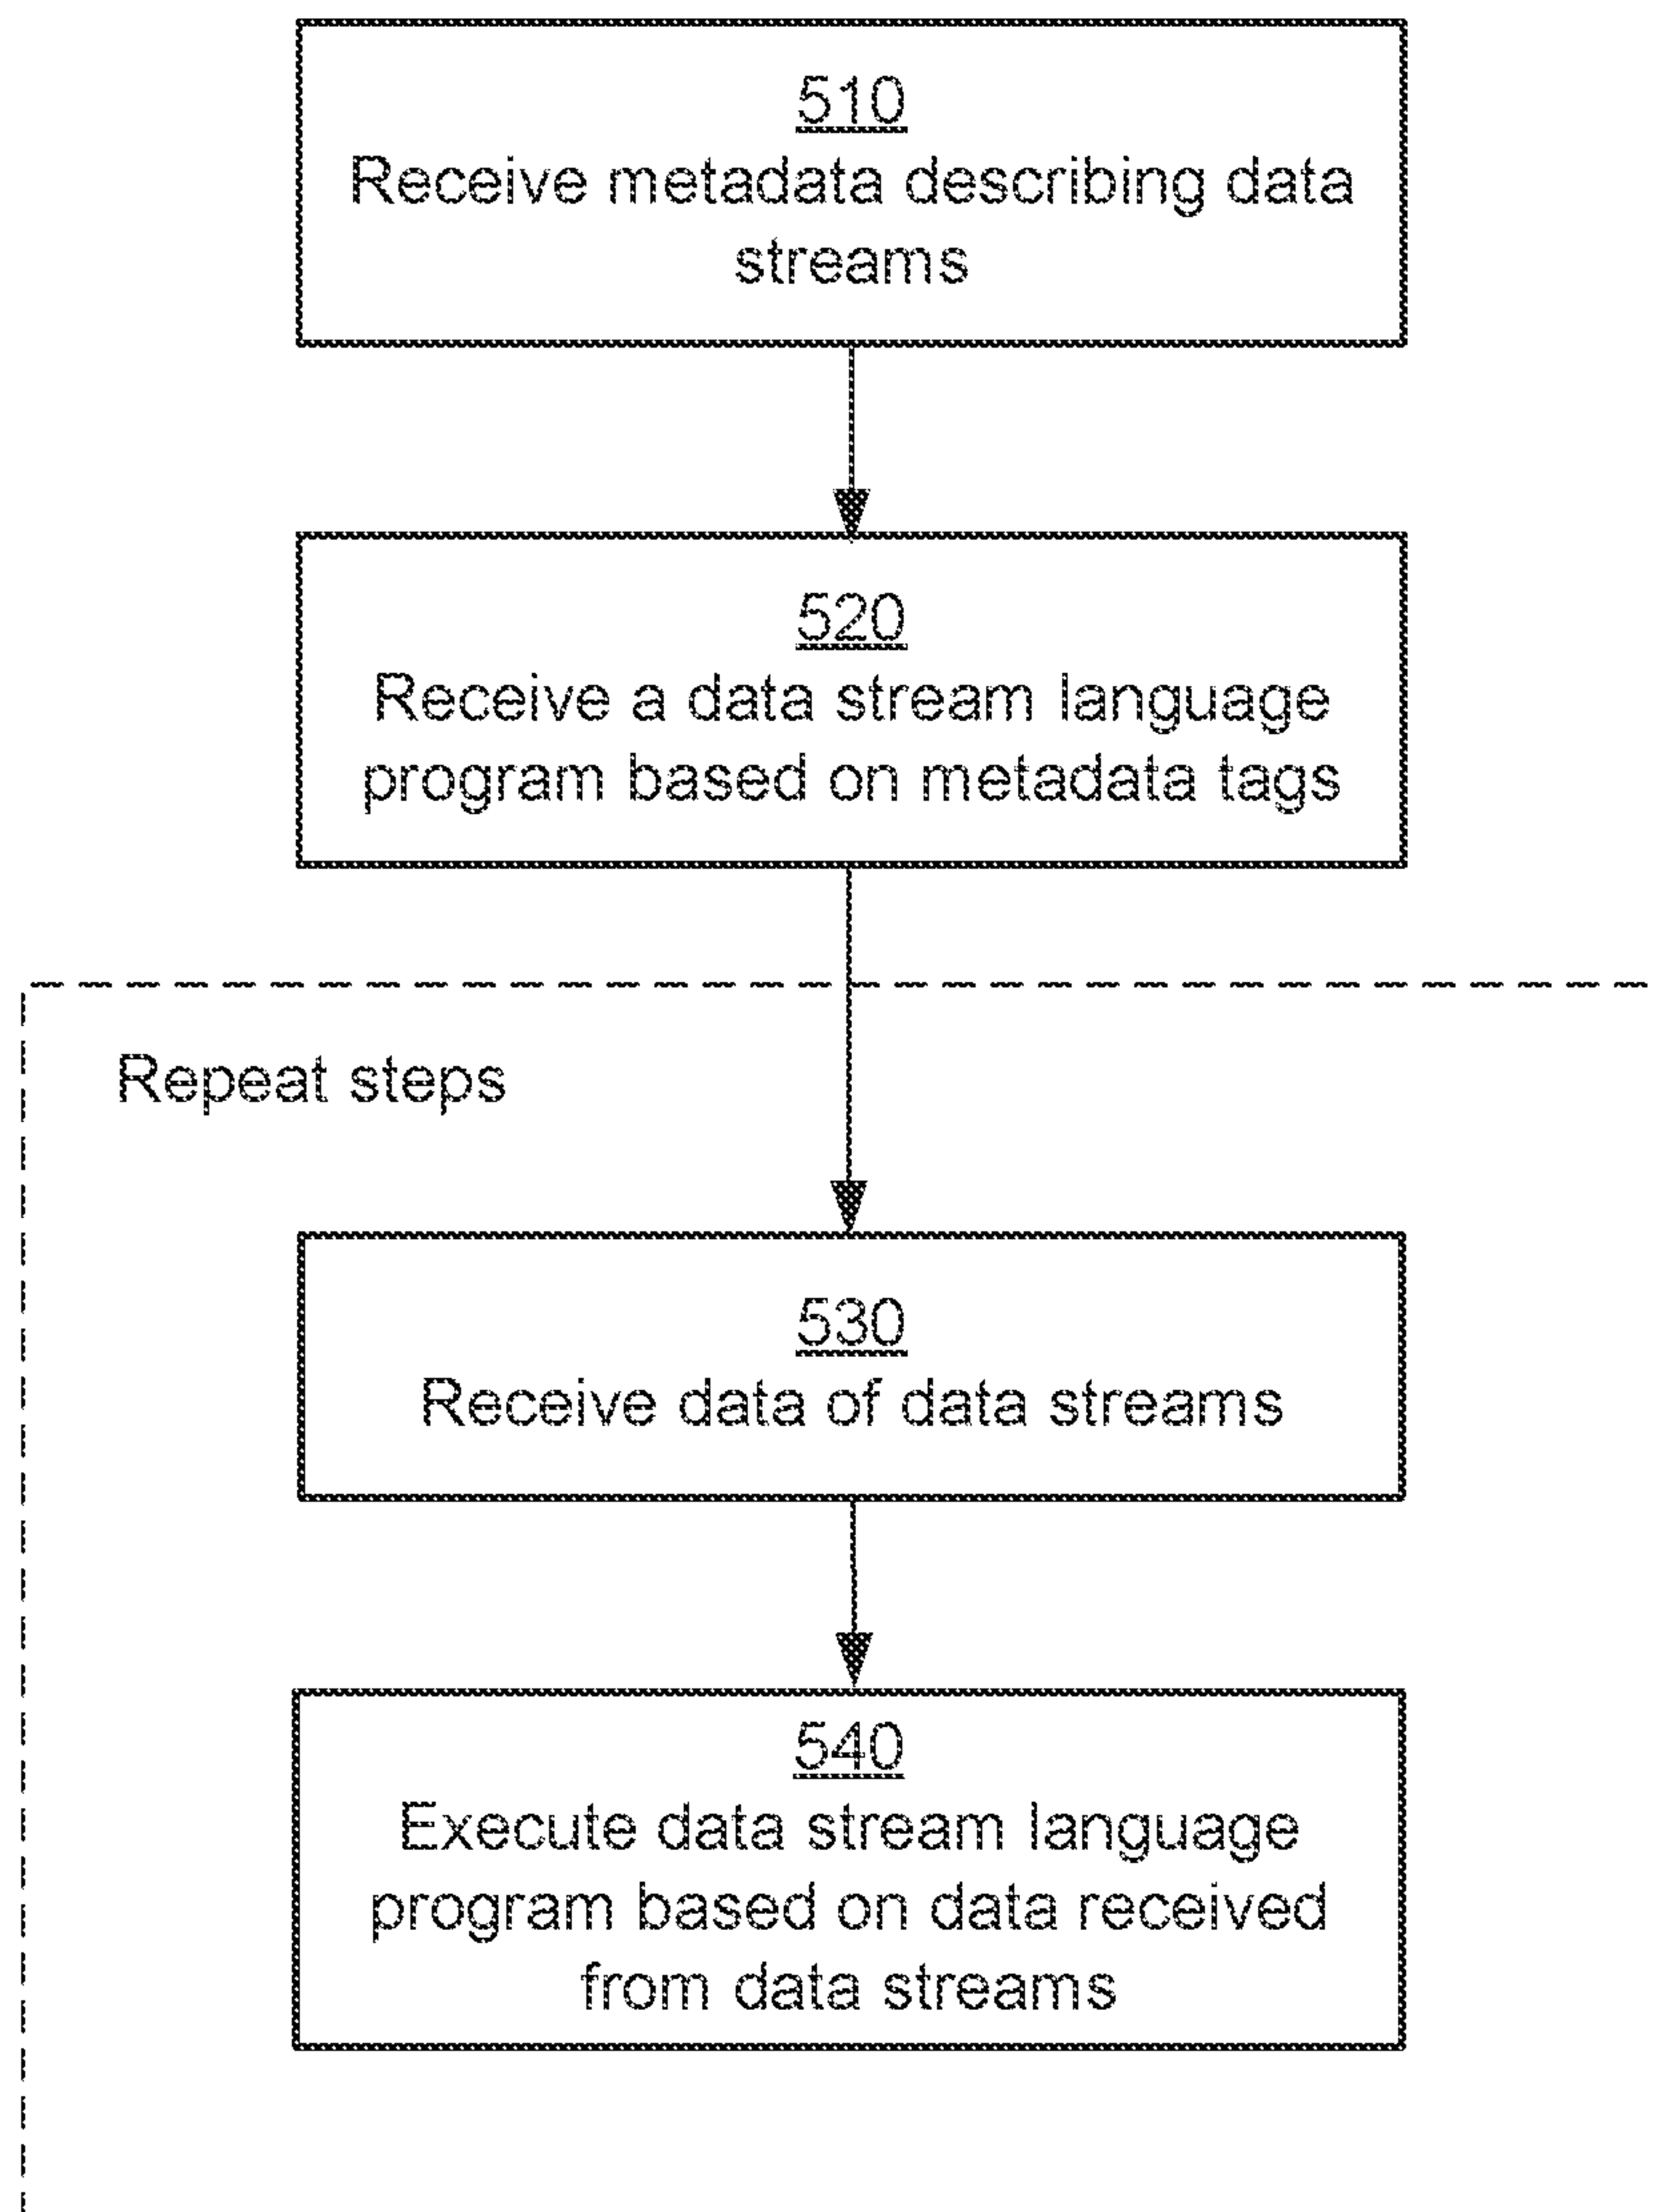 510
Receive metadata describing data
streams
520
Receive a data stream language
program based on metadata tags
Repeat steps
530
Receive data of data streams
540
Execute data stream language
program based on data received
from data streams